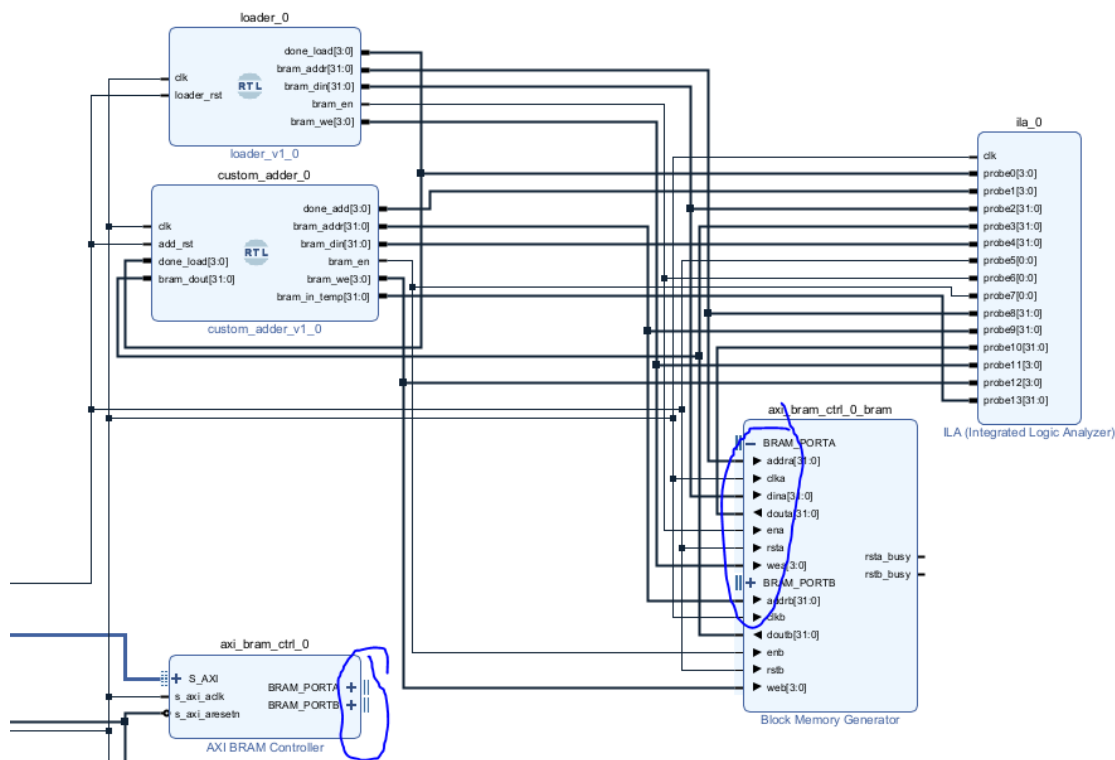 loader_0
done_load[3:0]
bram_addr[31:0]
clk
bram_din[31:0]
RTL
loader_rst
bram_en
bram_we[3:0]
loader_v1_0
custom_adder_0
done_add[3:0]
clk
bram_addr[31:0]
add_rst
bram_din[31:0]
RTL
done_load[3:0]
bram_en
bram_dout[31:0]
bram_we[3:0]
bram_in_temp[31:0]
custom_adder_v1_0
ila_0
clk
probe0[3:0]
probe1[3:0]
probe2[31:0]
probe3[31:0]
probe4[31:0]
probe5[0:0]
probe6[0:0]
probe7[0:0]
probe8[31:0]
probe9[31:0]
probe10[31:0]
probe11[3:0]
probe12[3:0]
probe13[31:0]
ILA (Integrated Logic Analyzer)
axi_bram_ctrl_0_bram
BRAM_PORTA
addra[31:0]
clka
dina[31:0]
douta[31:0]
ena
rsta
wea[3:0]
BRAM_PORTB
addrb[31:0]
clkb
doutb[31:0]
enb
rstb
web[3:0]
rsta_busy
rstb_busy
Block Memory Generator
axi_bram_ctrl_0
S_AXI
s_axi_aclk
s_axi_aresetn
BRAM_PORTA
BRAM_PORTB
AXI BRAM Controller